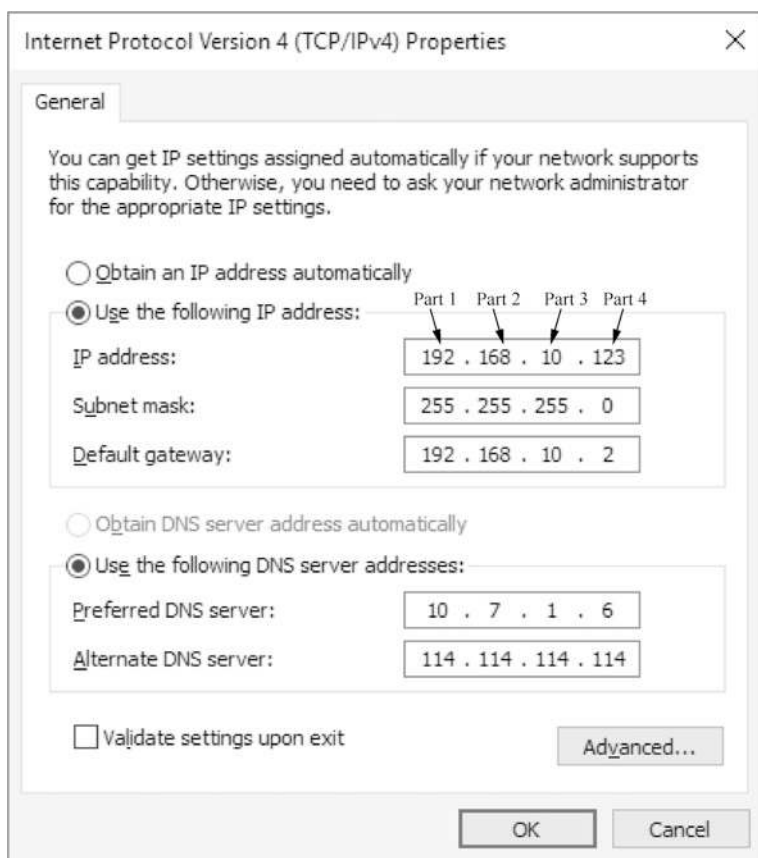 Internet Protocol Version 4 (TCP/IPv4) Properties
General
You can get IP settings assigned automatically if your network supports
this capability. Otherwise, you need to ask your network administrator
for the appropriate IP settings.
Obtain an IP address automatically
Part 1 Part 2 Part 3 Part 4
Use the following IP address:
IP address: 192 . 168 . 10 . 123
Subnet mask: 255 . 255 . 255 . 0
Default gateway: 192 . 168 . 10 . 2
Obtain DNS server address automatically
Use the following DNS server addresses:
Preferred DNS server: 10 . 7 . 1 . 6
Alternate DNS server: 114 . 114 . 114 . 114
Validate settings upon exit
Advanced...
OK Cancel